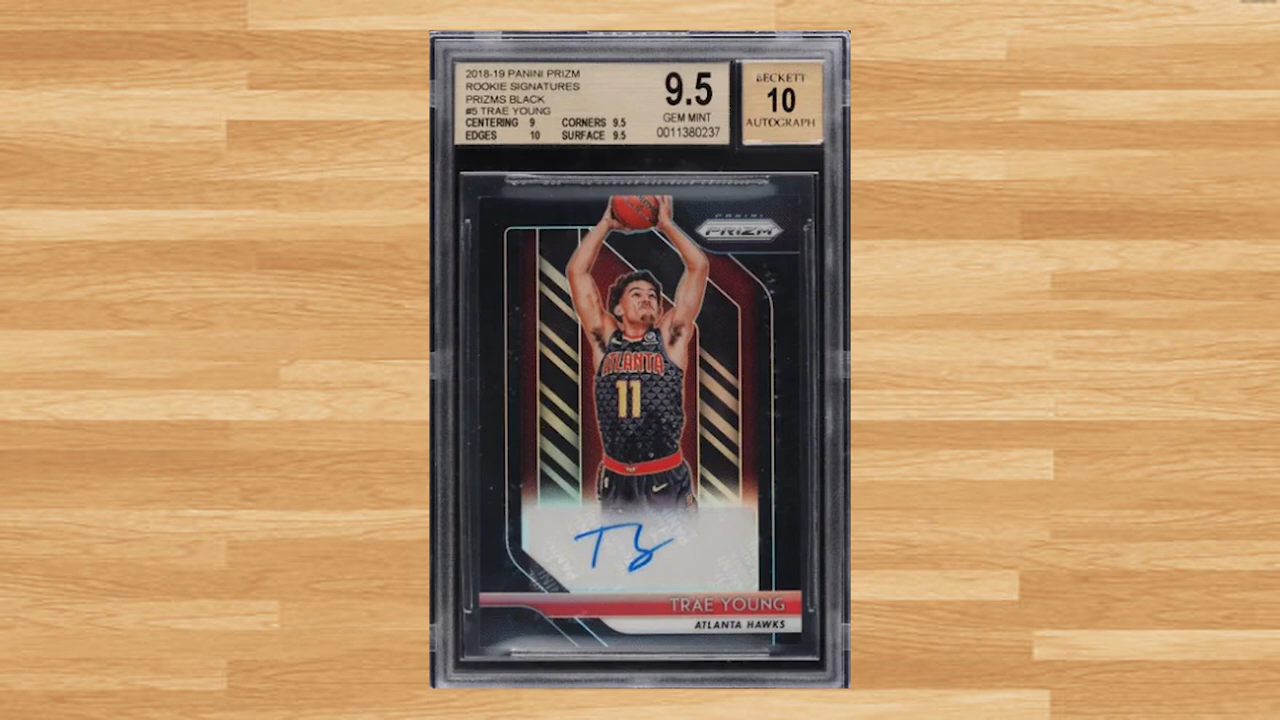 2018-19 PANINI PRIZM
ROOKIE SIGNATURES
PRIZMS BLACK
#5 TRAE YOUNG
CENTERING 9 CORNERS 9.5
EDGES 10 SURFACE 9.5
9.5
GEM MINT
0011380237
BECKETT
10
AUTOGRAPH
PANINI
PRIZM
ATLANTA
11
TRAE YOUNG
ATLANTA HAWKS